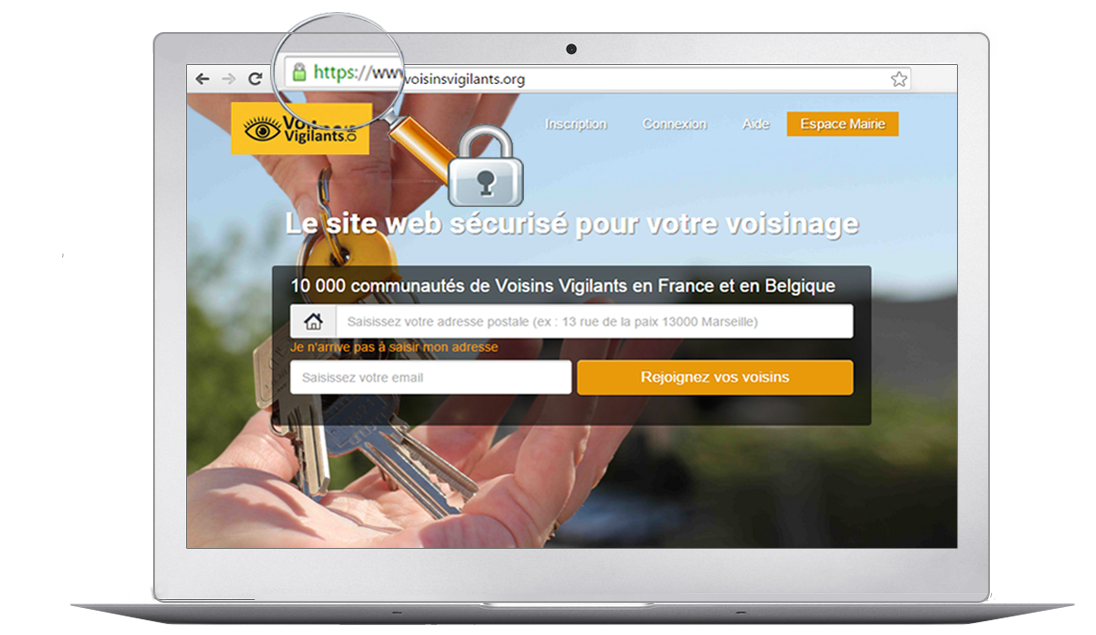 https://www.voisinsvigilants.org
Vigilants.
Inscription
Connexion
Aide
Espace Mairie
Le site web sécurisé pour votre voisinage
10 000 communautés de Voisins Vigilants en France et en Belgique
Saisissez votre adresse postale (ex : 13 rue de la paix 13000 Marseille)
Je n'arrive pas à saisir mon adresse
Saisissez votre email
Rejoignez vos voisins